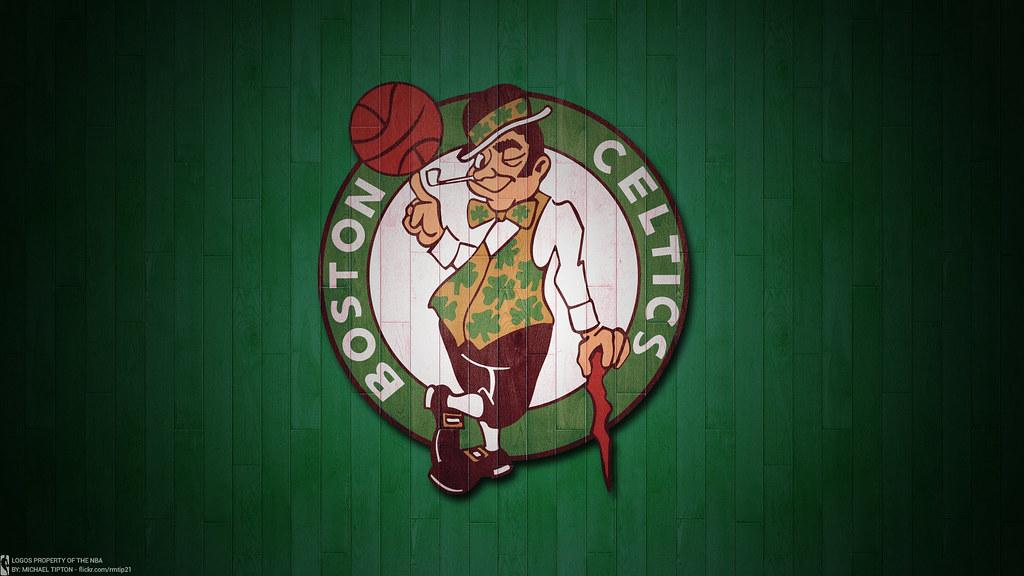 BOSTON
CELTICS
LOGOS PROPERTY OF THE NBA
BY: MICHAEL TIPTON - flickr.com/rmtip21